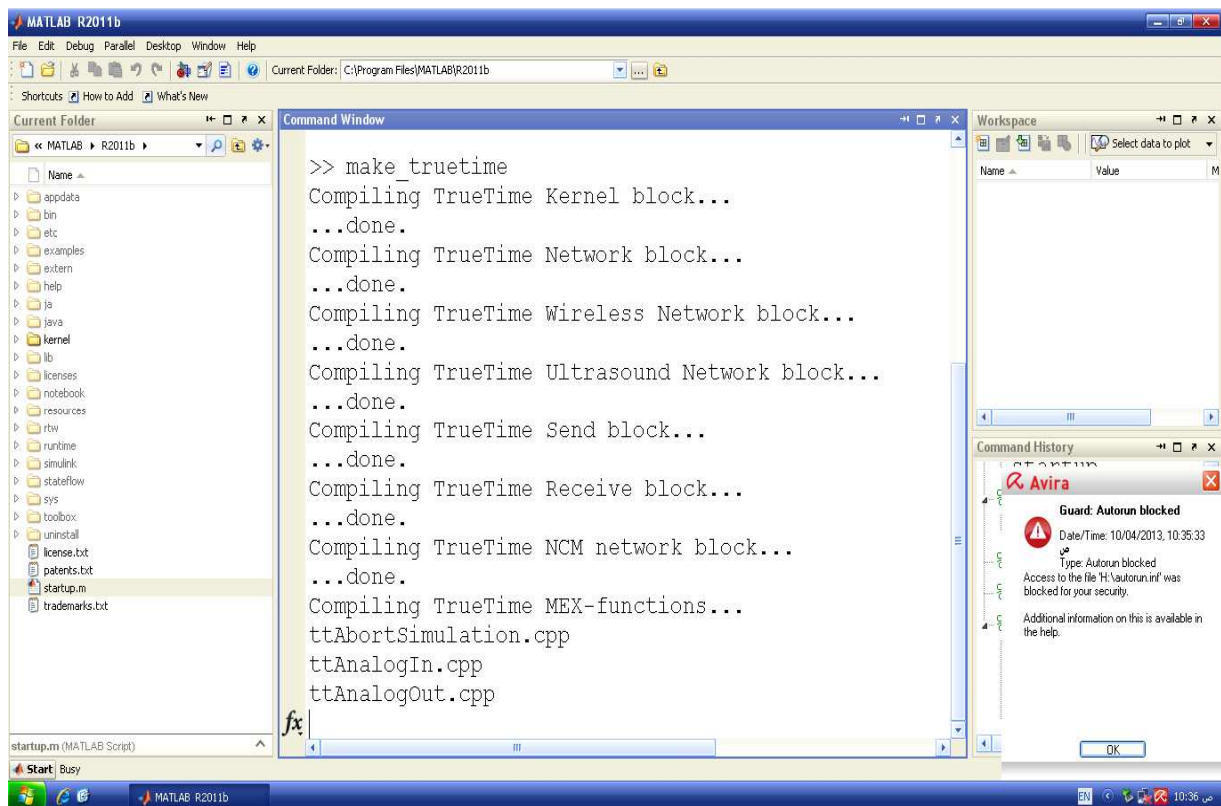 MATLAB R2011b
File Edit Debug Parallel Desktop Window Help
Current Folder: C:\Program Files\MATLAB\R2011b
Shortcuts How to Add What's New
Current Folder
« MATLAB ▸ R2011b ▸
Name
appdata
bin
etc
examples
extern
help
ja
java
kernel
lib
licenses
notebook
resources
rtw
runtime
simulink
stateflow
sys
toolbox
uninstall
license.txt
patents.txt
startup.m
trademarks.txt
startup.m (MATLAB Script)
Command Window
>> make_truetime
Compiling TrueTime Kernel block...
...done.
Compiling TrueTime Network block...
...done.
Compiling TrueTime Wireless Network block...
...done.
Compiling TrueTime Ultrasound Network block...
...done.
Compiling TrueTime Send block...
...done.
Compiling TrueTime Receive block...
...done.
Compiling TrueTime NCM network block...
...done.
Compiling TrueTime MEX-functions...
ttAbortSimulation.cpp
ttAnalogIn.cpp
ttAnalogOut.cpp
fx
Workspace
Select data to plot
Name Value M
Command History
startup
Avira
Guard: Autorun blocked
Date/Time: 10/04/2013, 10:35:33
ص
Type: Autorun blocked
Access to the file 'H:\autorun.inf' was
blocked for your security.
Additional information on this is available in
the help.
OK
Start Busy
MATLAB R2011b
EN
10:36 ص